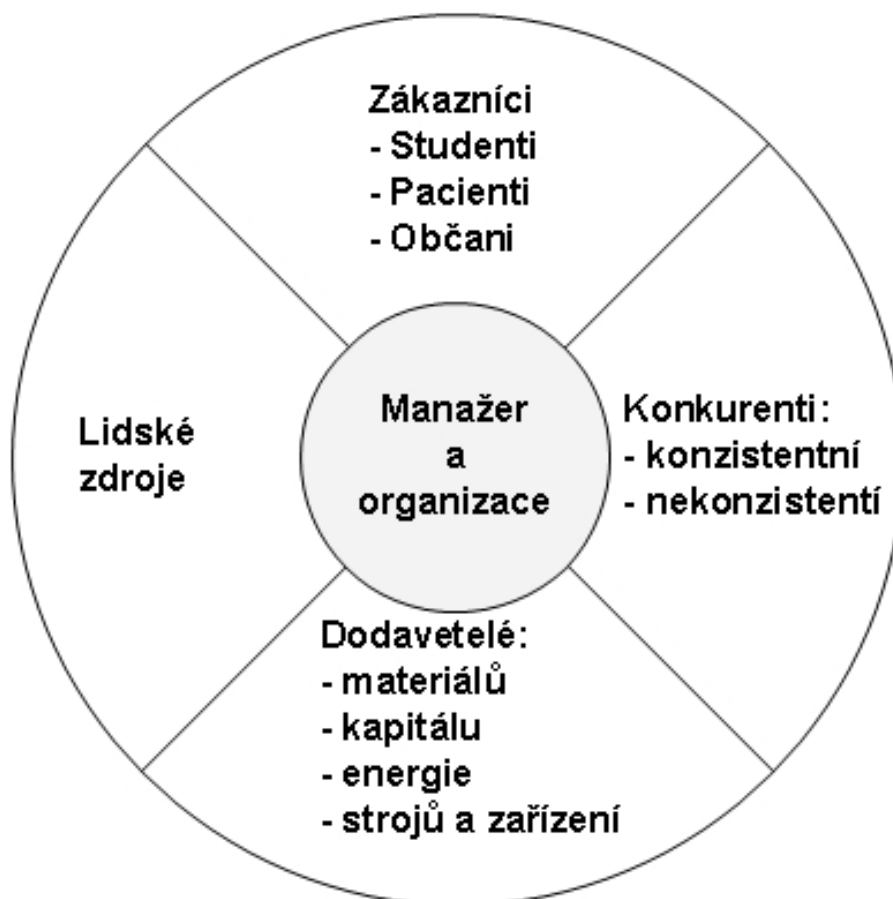 Zákazníci
- Studenti
- Pacienti
- Občani
Lidské
zdroje
Manažer
a
organizace
Konkurenti:
- konzistentní
- nekonzistentí
Dodavetelé:
- materiálů
- kapitálu
- energie
- strojů a zařízení